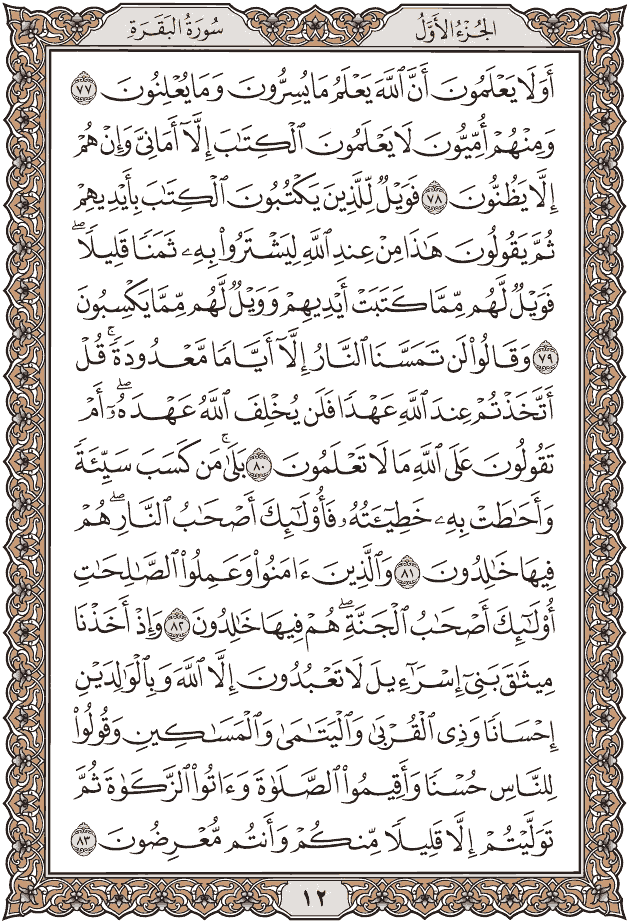 الجُزْءُ الأَوَّلُ
سُورَةُ البَقَرَةِ
أَوَلَا يَعْلَمُونَ أَنَّ ٱللَّهَ يَعْلَمُ مَا يُسِرُّونَ وَمَا يُعْلِنُونَ ٧٧
وَمِنْهُمْ أُمِّيُّونَ لَا يَعْلَمُونَ ٱلْكِتَٰبَ إِلَّآ أَمَانِىَّ وَإِنْ هُمْ
إِلَّا يَظُنُّونَ ٧٨ فَوَيْلٌ لِّلَّذِينَ يَكْتُبُونَ ٱلْكِتَٰبَ بِأَيْدِيهِمْ
ثُمَّ يَقُولُونَ هَٰذَا مِنْ عِندِ ٱللَّهِ لِيَشْتَرُوا۟ بِهِۦ ثَمَنًا قَلِيلًا ۖ
فَوَيْلٌ لَّهُم مِّمَّا كَتَبَتْ أَيْدِيهِمْ وَوَيْلٌ لَّهُم مِّمَّا يَكْسِبُونَ
٧٩ وَقَالُوا۟ لَن تَمَسَّنَا ٱلنَّارُ إِلَّآ أَيَّامًا مَّعْدُودَةً ۚ قُلْ
أَتَّخَذْتُمْ عِندَ ٱللَّهِ عَهْدًا فَلَن يُخْلِفَ ٱللَّهُ عَهْدَهُۥٓ ۖ أَمْ
تَقُولُونَ عَلَى ٱللَّهِ مَا لَا تَعْلَمُونَ ٨٠ بَلَىٰ ۚ مَن كَسَبَ سَيِّئَةً
وَأَحَٰطَتْ بِهِۦ خَطِيٓـَٔتُهُۥ فَأُو۟لَٰٓئِكَ أَصْحَٰبُ ٱلنَّارِ ۖ هُمْ
فِيهَا خَٰلِدُونَ ٨١ وَٱلَّذِينَ ءَامَنُوا۟ وَعَمِلُوا۟ ٱلصَّٰلِحَٰتِ
أُو۟لَٰٓئِكَ أَصْحَٰبُ ٱلْجَنَّةِ ۖ هُمْ فِيهَا خَٰلِدُونَ ٨٢ وَإِذْ أَخَذْنَا
مِيثَٰقَ بَنِىٓ إِسْرَٰٓءِيلَ لَا تَعْبُدُونَ إِلَّا ٱللَّهَ وَبِٱلْوَٰلِدَيْنِ
إِحْسَانًا وَذِى ٱلْقُرْبَىٰ وَٱلْيَتَٰمَىٰ وَٱلْمَسَٰكِينِ وَقُولُوا۟
لِلنَّاسِ حُسْنًا وَأَقِيمُوا۟ ٱلصَّلَوٰةَ وَءَاتُوا۟ ٱلزَّكَوٰةَ ثُمَّ
تَوَلَّيْتُمْ إِلَّا قَلِيلًا مِّنكُمْ وَأَنتُم مُّعْرِضُونَ ٨٣
١٢